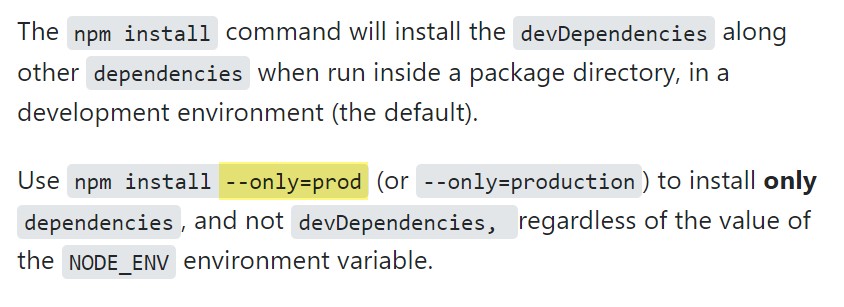 The npm install command will install the devDependencies along
other dependencies when run inside a package directory, in a
development environment (the default).
Use npm install --only=prod (or --only=production) to install only
dependencies, and not devDependencies, regardless of the value of
the NODE_ENV environment variable.